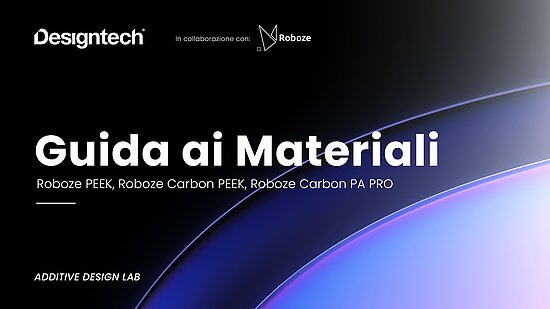 Designtech
In collaborazione con:
Roboze
Guida ai Materiali
Roboze PEEK, Roboze Carbon PEEK, Roboze Carbon PA PRO
ADDITIVE DESIGN LAB